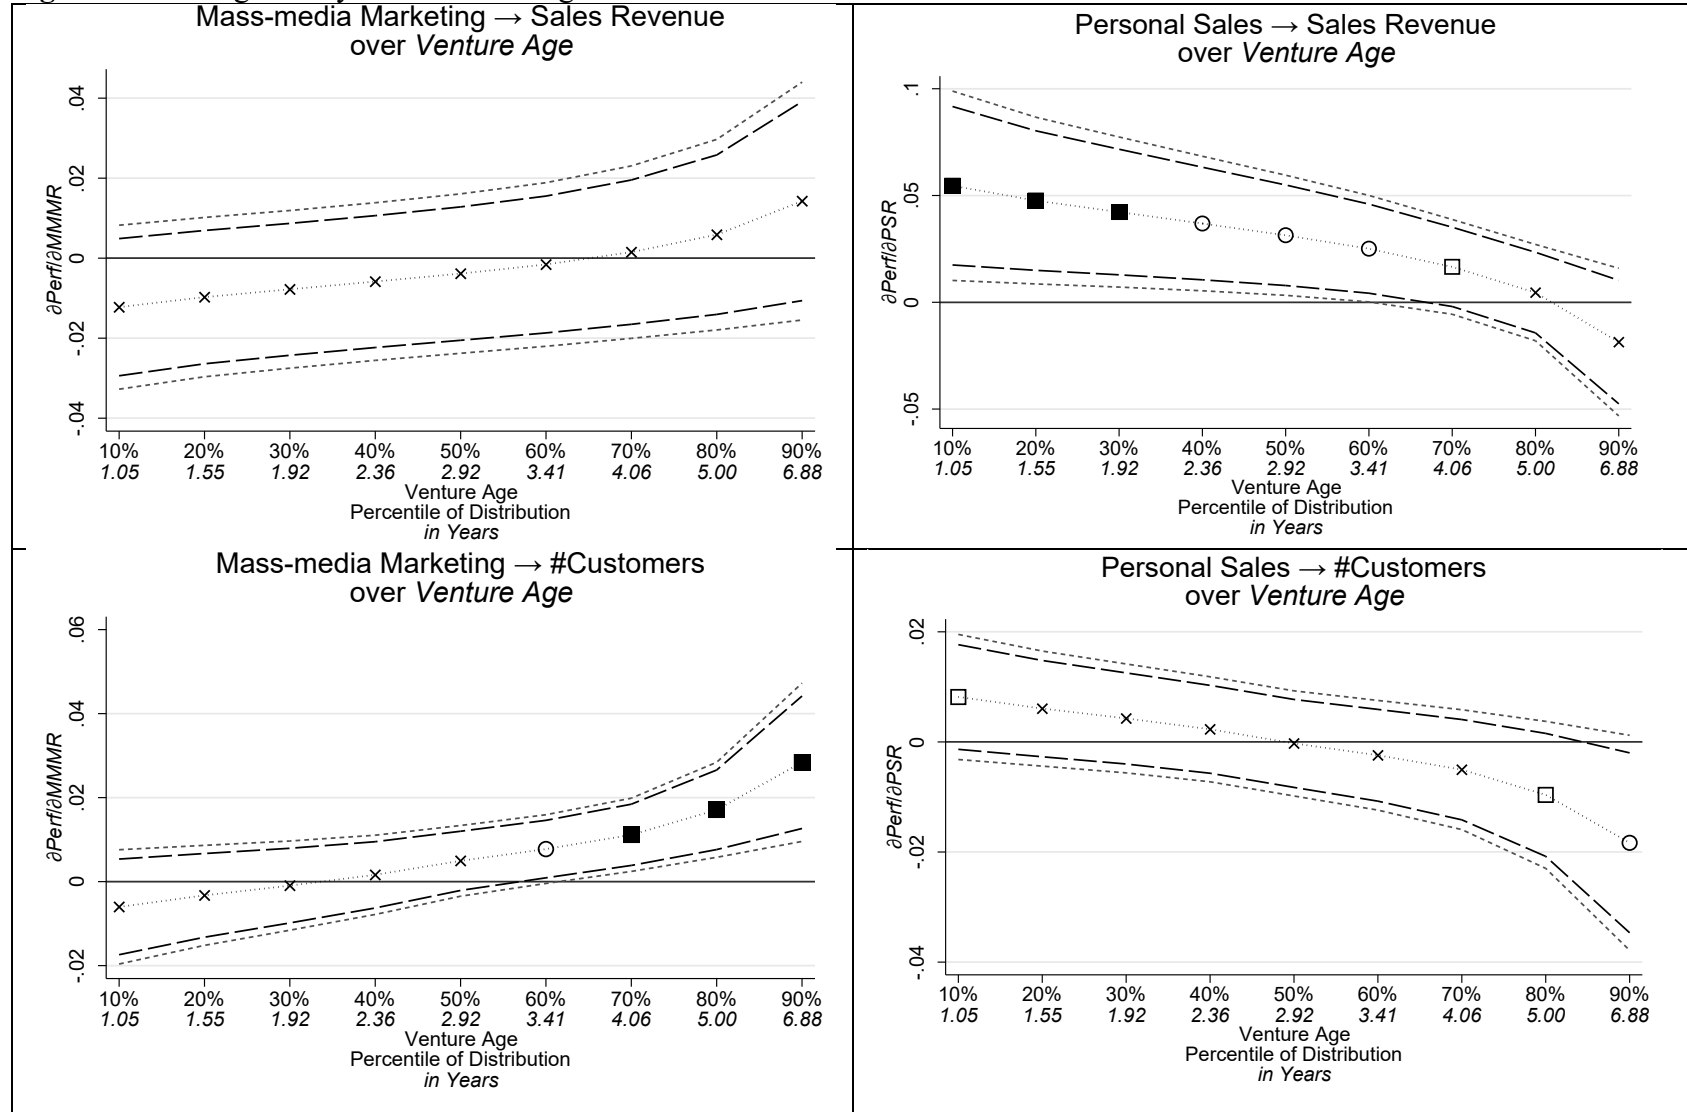 Mass-media Marketing → Sales Revenue
over Venture Age
∂Perf/∂MMMR
.04
.02
0
-.02
-.04
10% 20% 30% 40% 50% 60% 70% 80% 90%
1.05 1.55 1.92 2.36 2.92 3.41 4.06 5.00 6.88
Venture Age
Percentile of Distribution
in Years
Personal Sales → Sales Revenue
over Venture Age
∂Perf/∂PSR
.1
.05
0
-.05
10% 20% 30% 40% 50% 60% 70% 80% 90%
1.05 1.55 1.92 2.36 2.92 3.41 4.06 5.00 6.88
Venture Age
Percentile of Distribution
in Years
Mass-media Marketing → #Customers
over Venture Age
∂Perf/∂MMMR
.06
.04
.02
0
-.02
10% 20% 30% 40% 50% 60% 70% 80% 90%
1.05 1.55 1.92 2.36 2.92 3.41 4.06 5.00 6.88
Venture Age
Percentile of Distribution
in Years
Personal Sales → #Customers
over Venture Age
∂Perf/∂PSR
.02
0
-.02
-.04
10% 20% 30% 40% 50% 60% 70% 80% 90%
1.05 1.55 1.92 2.36 2.92 3.41 4.06 5.00 6.88
Venture Age
Percentile of Distribution
in Years